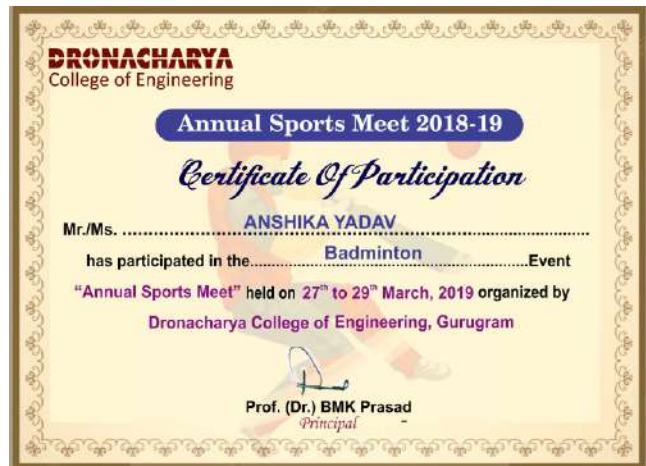 DRONACHARYA
College of Engineering
Annual Sports Meet 2018-19
Certificate Of Participation
Mr./Ms. ANSHIKA YADAV
has participated in the Badminton Event
"Annual Sports Meet" held on 27th to 29th March, 2019 organized by
Dronacharya College of Engineering, Gurugram
Prof. (Dr.) BMK Prasad
Principal